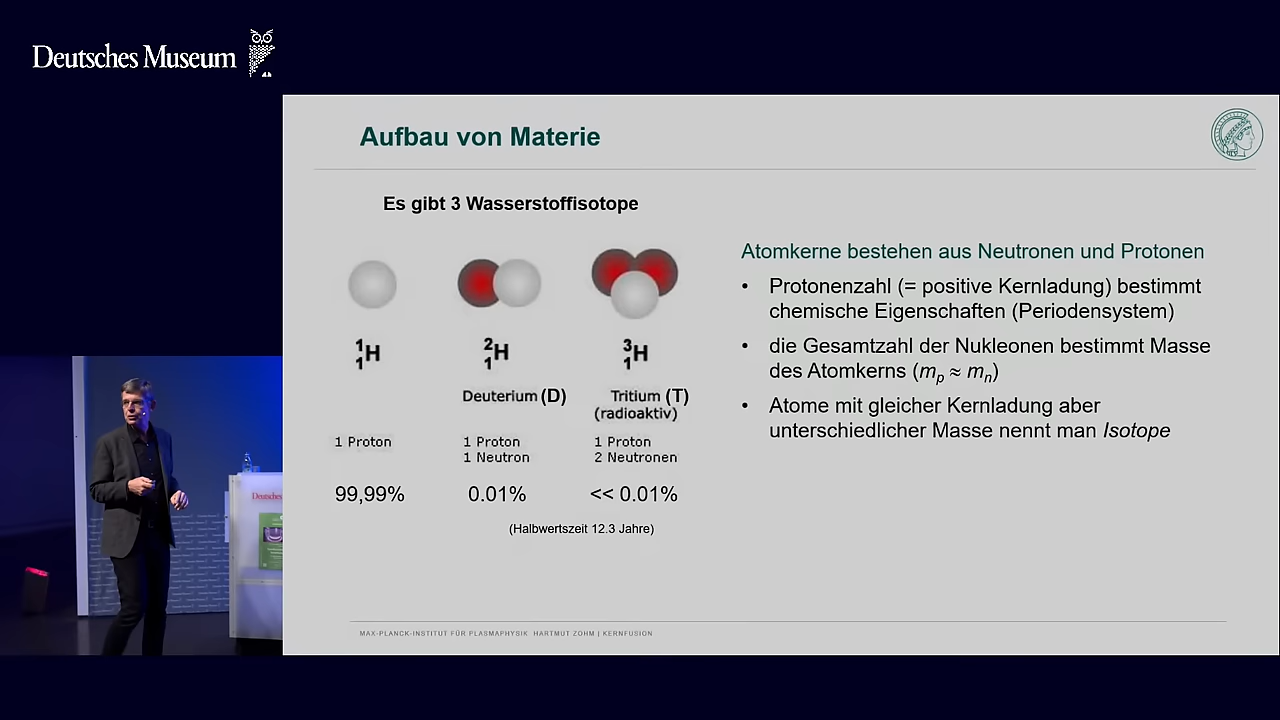 Deutsches Museum
Aufbau von Materie
Es gibt 3 Wasserstoffisotope
1
1H
2
1H
3
1H
Deuterium (D)
Tritium (T)
(radioaktiv)
1 Proton
1 Proton
1 Neutron
1 Proton
2 Neutronen
99,99%
0.01%
<< 0.01%
(Halbwertszeit 12.3 Jahre)
Atomkerne bestehen aus Neutronen und Protonen
• Protonenzahl (= positive Kernladung) bestimmt
chemische Eigenschaften (Periodensystem)
• die Gesamtzahl der Nukleonen bestimmt Masse
des Atomkerns (mp ≈ mn)
• Atome mit gleicher Kernladung aber
unterschiedlicher Masse nennt man Isotope
MAX-PLANCK-INSTITUT FÜR PLASMAPHYSIK HARTMUT ZOHM | KERNFUSION
Deutsches